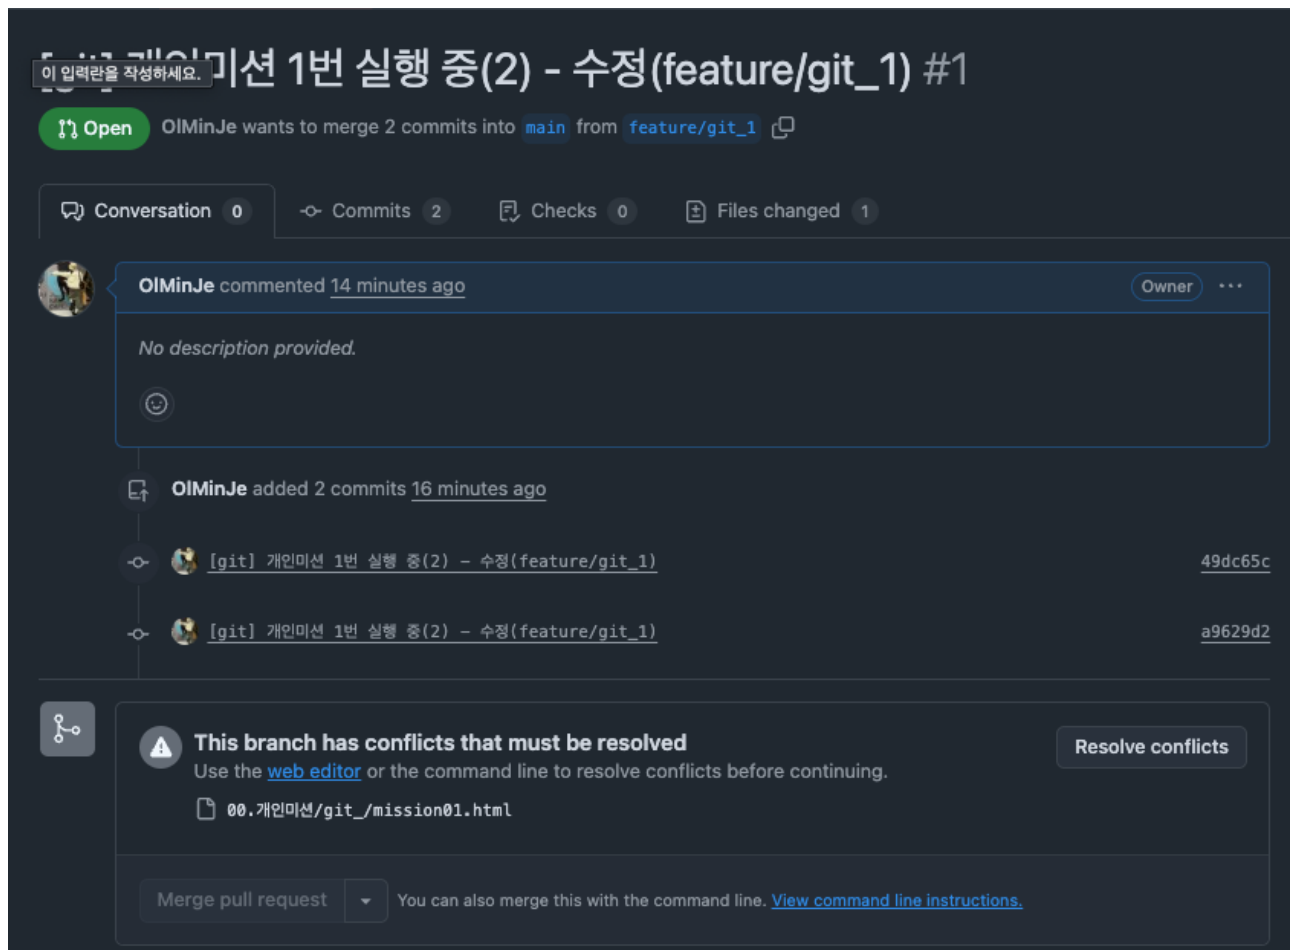 이 입력란을 작성하세요.
미션 1번 실행 중(2) - 수정(feature/git_1) #1
Open OlMinJe wants to merge 2 commits into main from feature/git_1
Conversation 0 Commits 2 Checks 0 Files changed 1
OlMinJe commented 14 minutes ago Owner
No description provided.
OlMinJe added 2 commits 16 minutes ago
[git] 개인미션 1번 실행 중(2) – 수정(feature/git_1) 49dc65c
[git] 개인미션 1번 실행 중(2) – 수정(feature/git_1) a9629d2
This branch has conflicts that must be resolved Resolve conflicts
Use the web editor or the command line to resolve conflicts before continuing.
00.개인미션/git_/mission01.html
Merge pull request You can also merge this with the command line. View command line instructions.